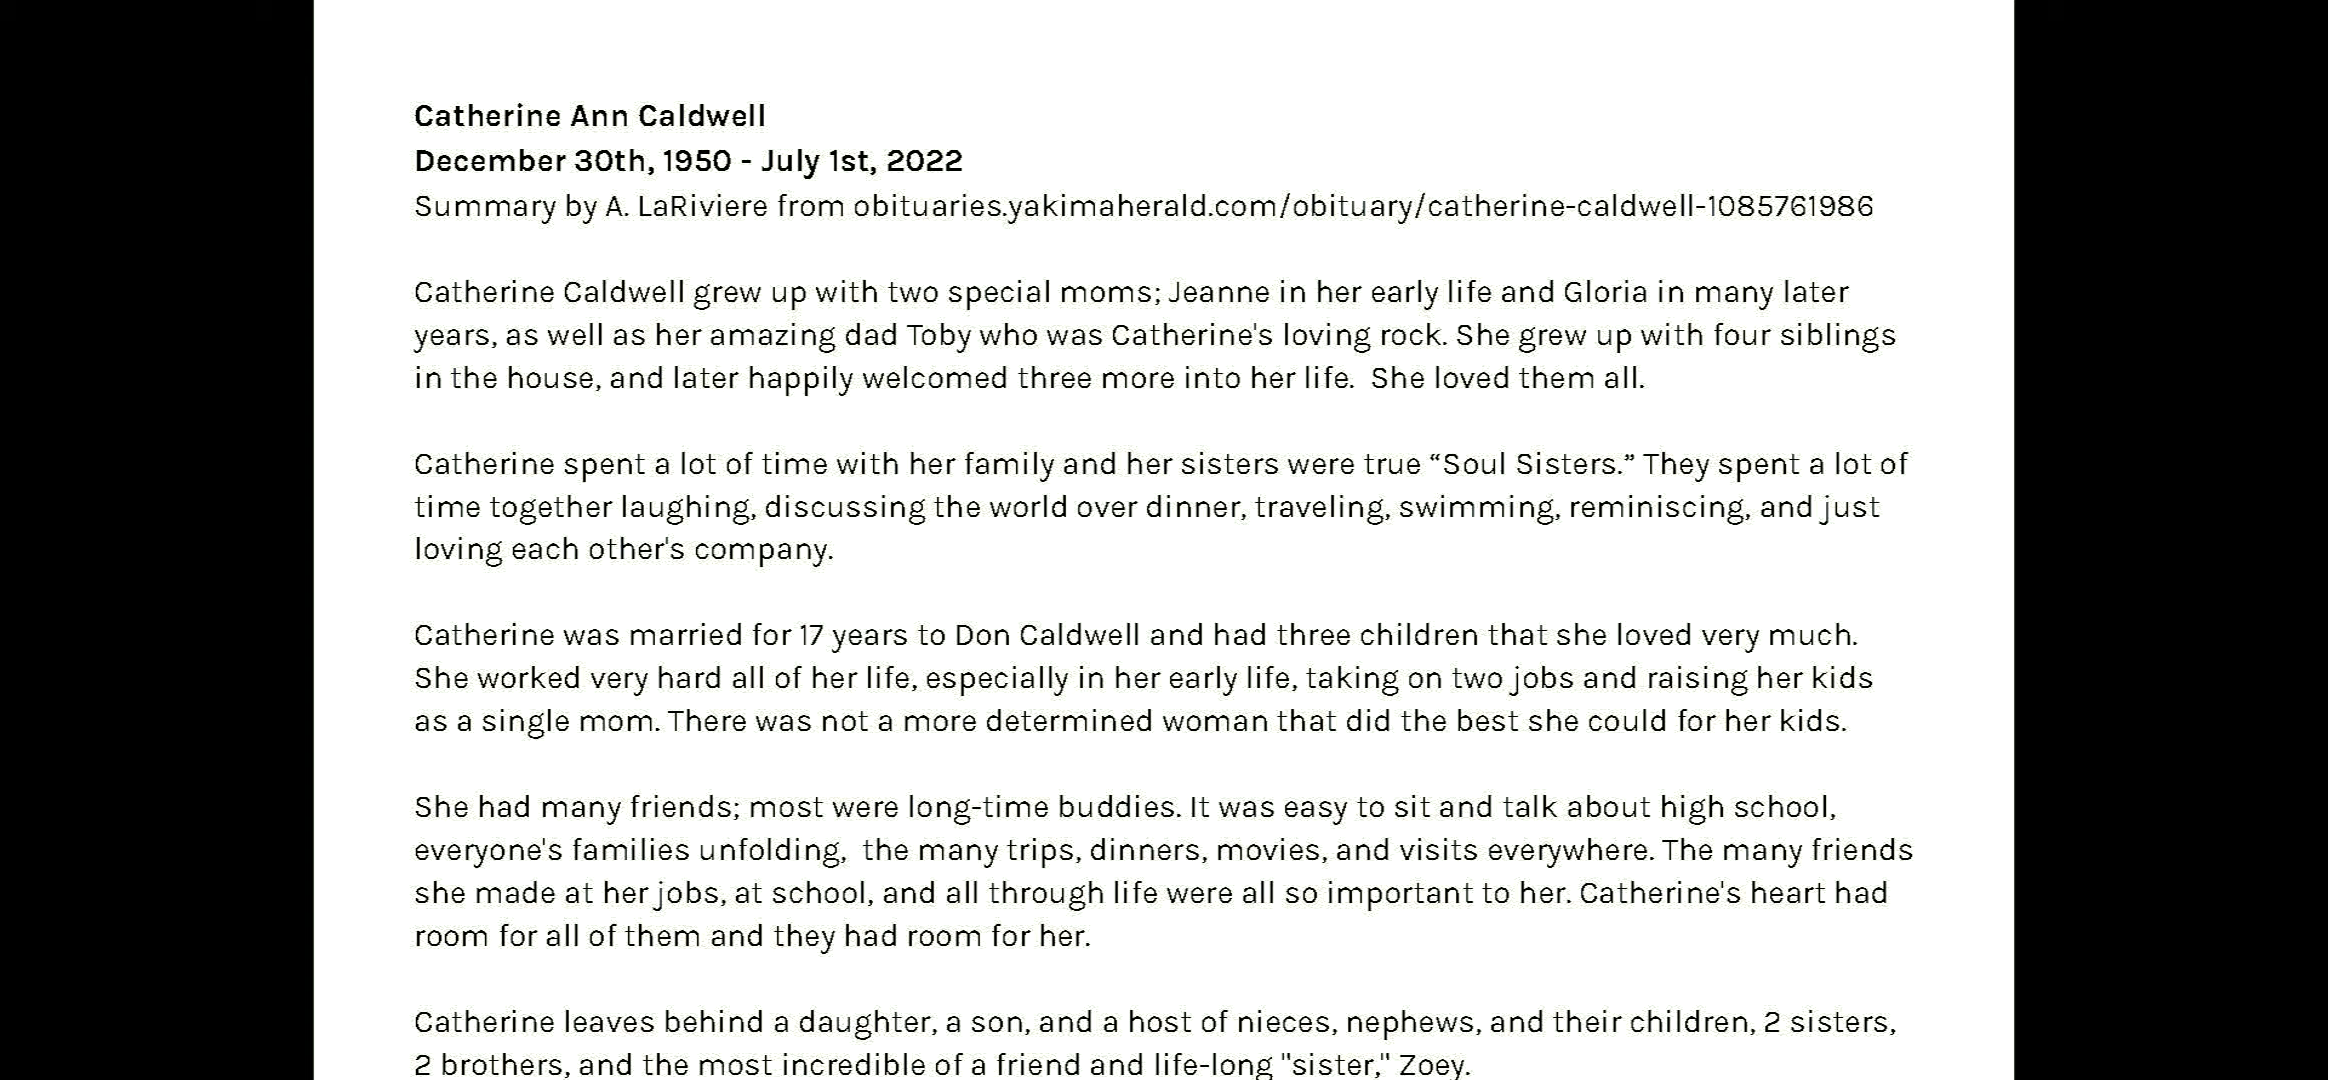 Catherine Ann Caldwell
December 30th, 1950 - July 1st, 2022
Summary by A. LaRiviere from obituaries.yakimaherald.com/obituary/catherine-caldwell-1085761986
Catherine Caldwell grew up with two special moms; Jeanne in her early life and Gloria in many later
years, as well as her amazing dad Toby who was Catherine's loving rock. She grew up with four siblings
in the house, and later happily welcomed three more into her life.  She loved them all.
Catherine spent a lot of time with her family and her sisters were true “Soul Sisters.” They spent a lot of
time together laughing, discussing the world over dinner, traveling, swimming, reminiscing, and just
loving each other's company.
Catherine was married for 17 years to Don Caldwell and had three children that she loved very much.
She worked very hard all of her life, especially in her early life, taking on two jobs and raising her kids
as a single mom. There was not a more determined woman that did the best she could for her kids.
She had many friends; most were long-time buddies. It was easy to sit and talk about high school,
everyone's families unfolding,  the many trips, dinners, movies, and visits everywhere. The many friends
she made at her jobs, at school, and all through life were all so important to her. Catherine's heart had
room for all of them and they had room for her.
Catherine leaves behind a daughter, a son, and a host of nieces, nephews, and their children, 2 sisters,
2 brothers, and the most incredible of a friend and life-long "sister," Zoey.